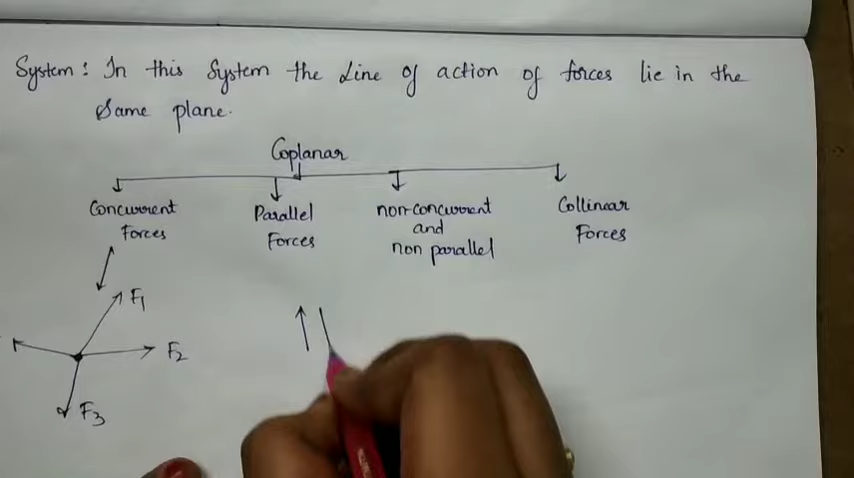 System: In this System the Line of action of forces lie in the
Same plane.
Coplanar
Concurrent
Forces
Parallel
Forces
non-concurrent
and
non parallel
Collinear
Forces
F1
F2
F3